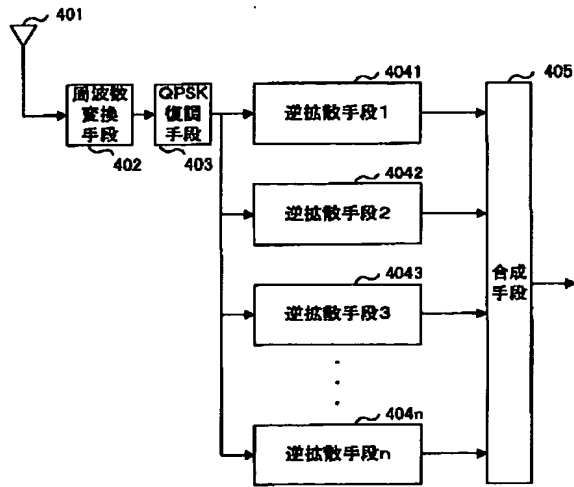 401
周波数
変換
手段
402
QPSK
復調
手段
403
4041
逆拡散手段1
4042
逆拡散手段2
4043
逆拡散手段3
404n
逆拡散手段n
405
合成
手段